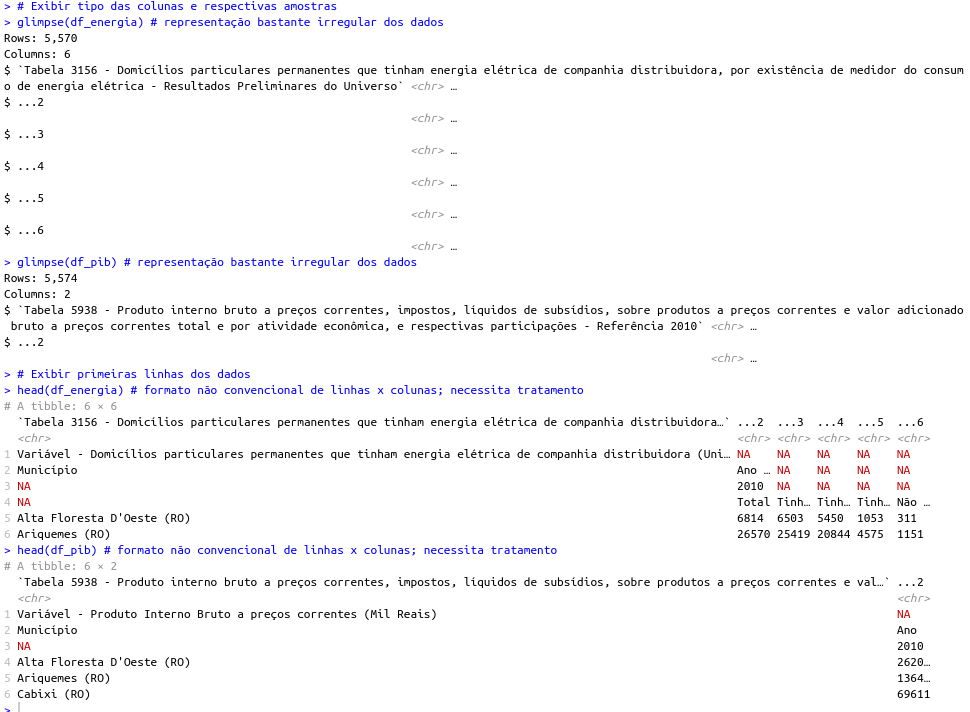 > # Exibir tipo das colunas e respectivas amostras
> glimpse(df_energia) # representação bastante irregular dos dados
Rows: 5,570
Columns: 6
$ `Tabela 3156 - Domicílios particulares permanentes que tinham energia elétrica de companhia distribuidora, por existência de medidor do consum
o de energia elétrica - Resultados Preliminares do Universo` <chr> …
$ ...2
<chr> …
$ ...3
<chr> …
$ ...4
<chr> …
$ ...5
<chr> …
$ ...6
<chr> …
> glimpse(df_pib) # representação bastante irregular dos dados
Rows: 5,574
Columns: 2
$ `Tabela 5938 - Produto interno bruto a preços correntes, impostos, líquidos de subsídios, sobre produtos a preços correntes e valor adicionado
bruto a preços correntes total e por atividade econômica, e respectivas participações - Referência 2010` <chr> …
$ ...2
<chr> …
> # Exibir primeiras linhas dos dados
> head(df_energia) # formato não convencional de linhas x colunas; necessita tratamento
# A tibble: 6 × 6
`Tabela 3156 - Domicílios particulares permanentes que tinham energia elétrica de companhia distribuidora…` ...2 ...3 ...4 ...5 ...6
<chr> <chr> <chr> <chr> <chr> <chr>
1 Variável - Domicílios particulares permanentes que tinham energia elétrica de companhia distribuidora (Uni… NA NA NA NA NA
2 Município Ano … NA NA NA NA
3 NA 2010 NA NA NA NA
4 NA Total Tinh… Tinh… Tinh… Não …
5 Alta Floresta D'Oeste (RO) 6814 6503 5450 1053 311
6 Ariquemes (RO) 26570 25419 20844 4575 1151
> head(df_pib) # formato não convencional de linhas x colunas; necessita tratamento
# A tibble: 6 × 2
`Tabela 5938 - Produto interno bruto a preços correntes, impostos, líquidos de subsídios, sobre produtos a preços correntes e val…` ...2
<chr> <chr>
1 Variável - Produto Interno Bruto a preços correntes (Mil Reais) NA
2 Município Ano
3 NA 2010
4 Alta Floresta D'Oeste (RO) 2620…
5 Ariquemes (RO) 1364…
6 Cabixi (RO) 69611
>